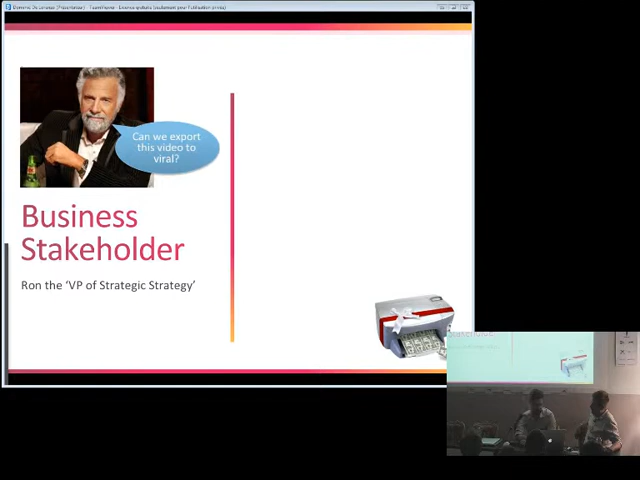 Can we export
this video to
viral?
Business
Stakeholder
Ron the ‘VP of Strategic Strategy’